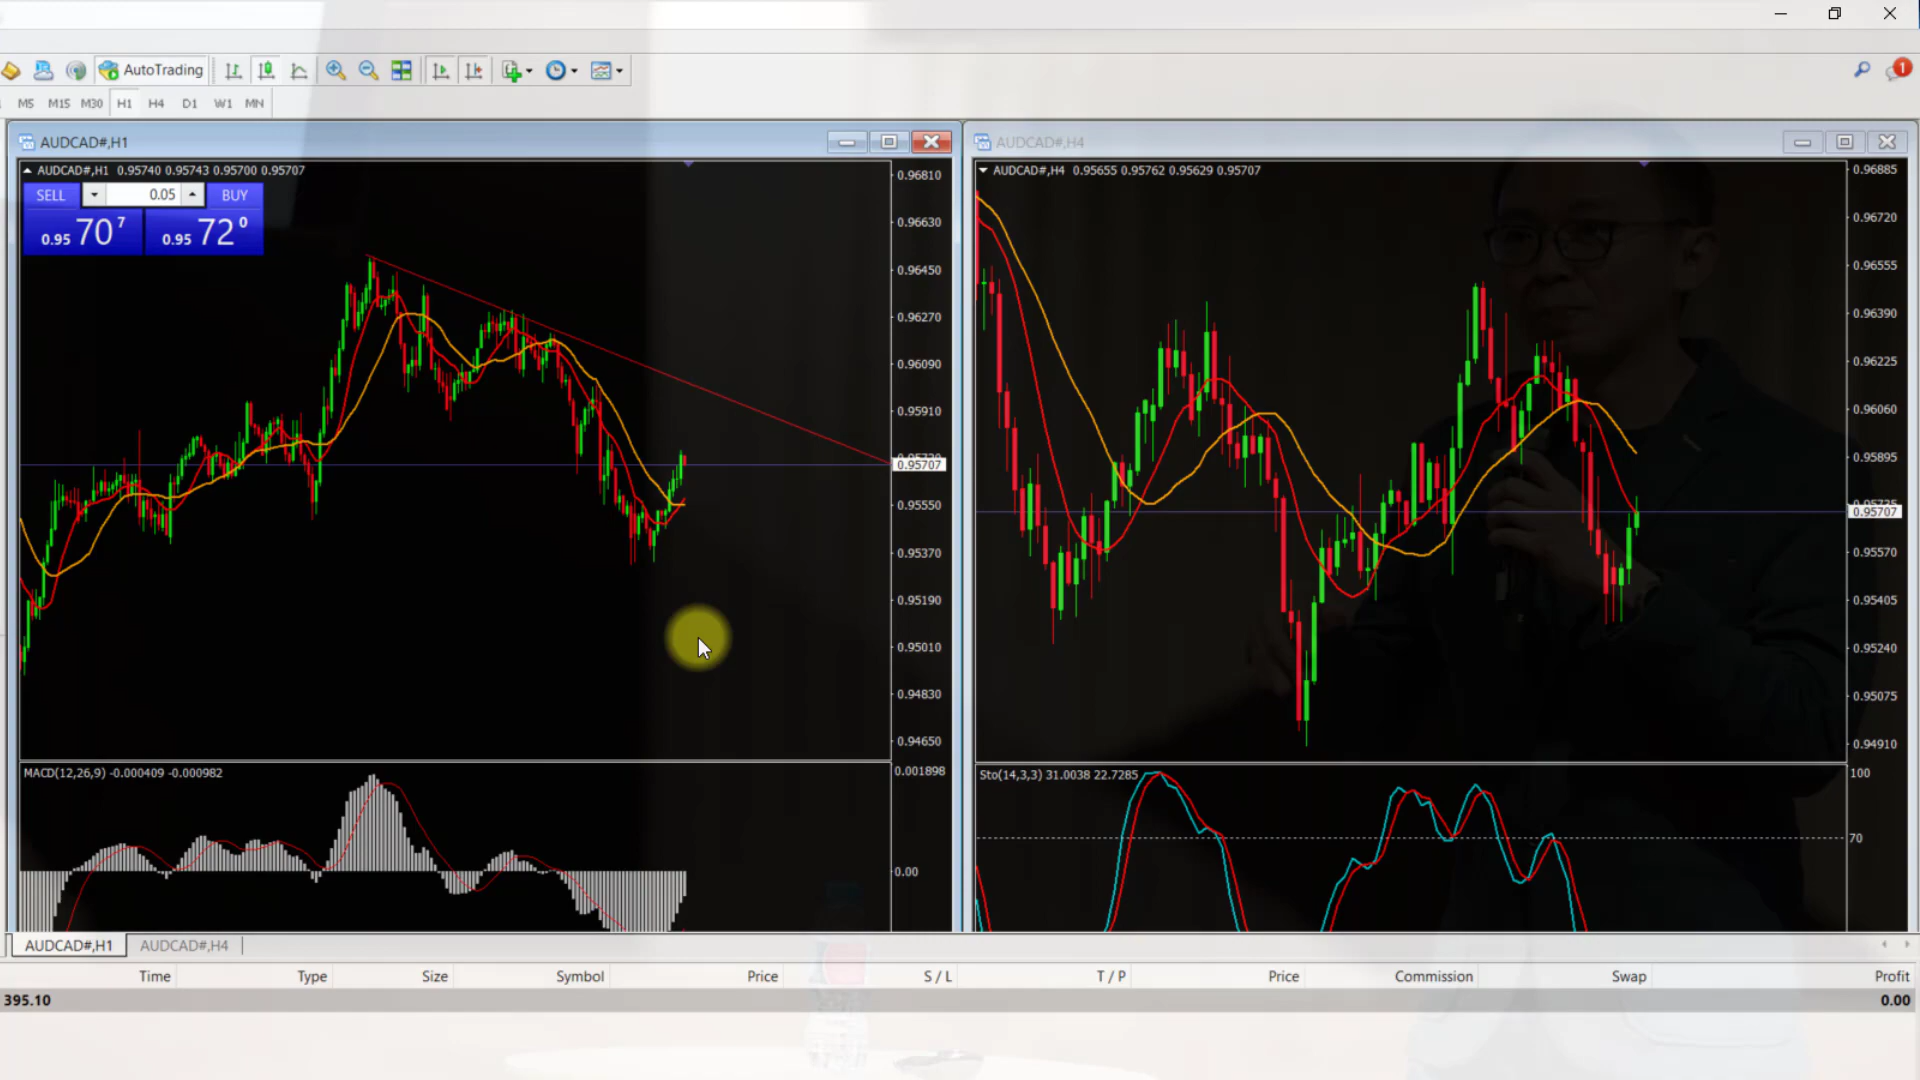 AutoTrading
1
M5 M15 M30 H1 H4 D1 W1 MN
AUDCAD#,H1
AUDCAD#,H1 0.95740 0.95743 0.95700 0.95707
SELL 0.05 BUY
0.95 70 7 0.95 72 0
0.96810
0.96630
0.96450
0.96270
0.96090
0.95910
0.95707
0.95550
0.95370
0.95190
0.95010
0.94830
0.94650
MACD(12,26,9) -0.000409 -0.000982
0.001898
0.00
AUDCAD#,H4
AUDCAD#,H4 0.95655 0.95762 0.95629 0.95707
0.96885
0.96720
0.96555
0.96390
0.96225
0.96060
0.95895
0.95707
0.95570
0.95405
0.95240
0.95075
0.94910
Sto(14,3,3) 31.0038 22.7285
100
70
AUDCAD#,H1 AUDCAD#,H4
Time Type Size Symbol Price S / L T / P Price Commission Swap Profit
395.10 0.00